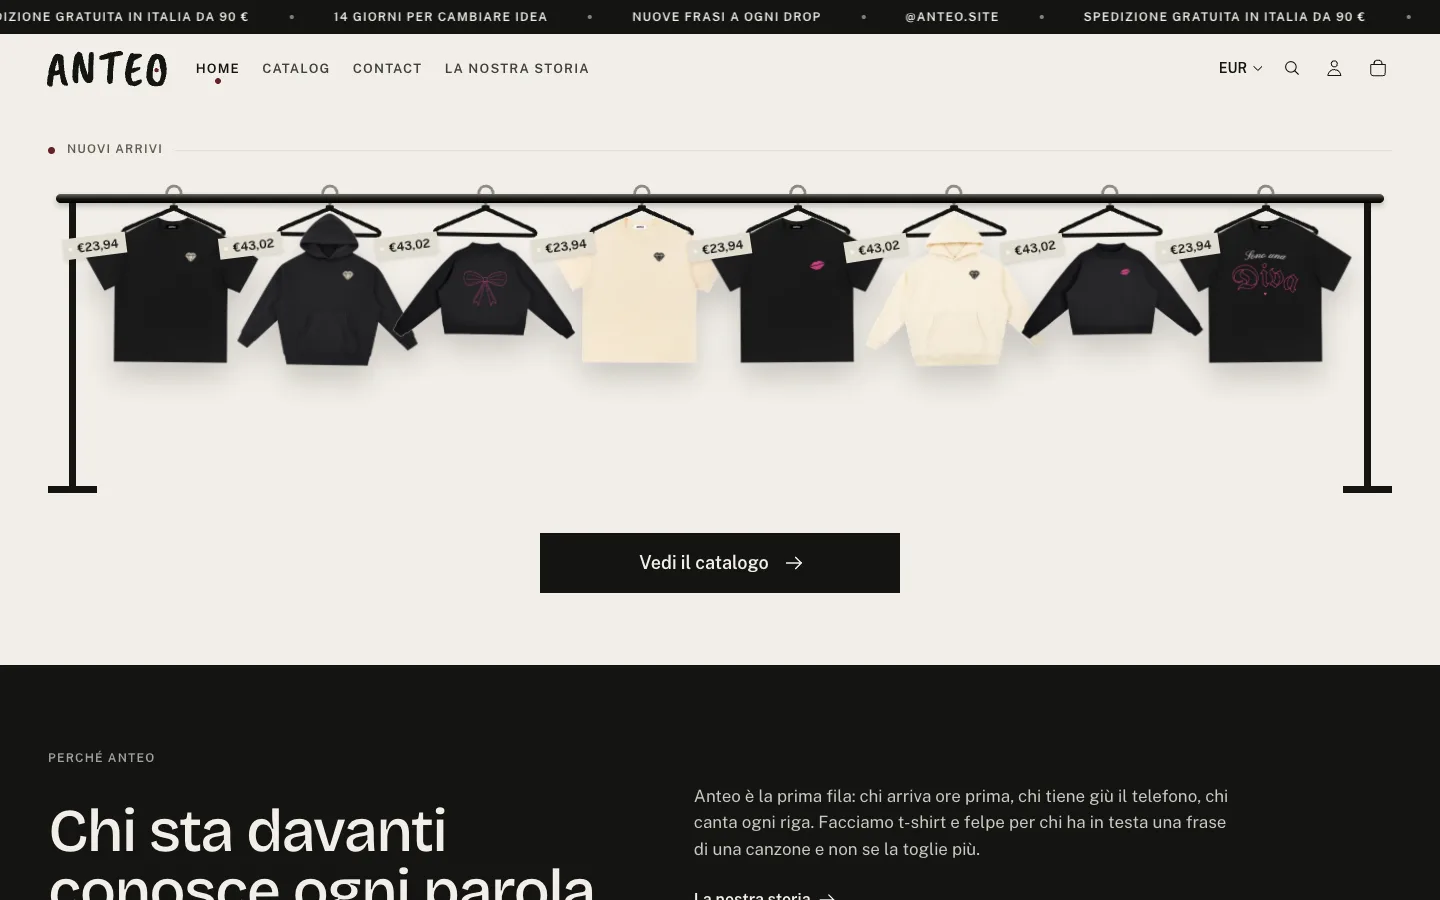 SPEDIZIONE GRATUITA IN ITALIA DA 90 € • 14 GIORNI PER CAMBIARE IDEA • NUOVE FRASI A OGNI DROP • @ANTEO.SITE • SPEDIZIONE GRATUITA IN ITALIA DA 90 € •
ANTEO HOME CATALOG CONTACT LA NOSTRA STORIA EUR
NUOVI ARRIVI
€23,94 €43,02 €43,02 €23,94 €23,94 €43,02 €43,02 €23,94
Sono una
Diva
Vedi il catalogo
PERCHÉ ANTEO
Chi sta davanti
conosce ogni parola
Anteo è la prima fila: chi arriva ore prima, chi tiene giù il telefono, chi
canta ogni riga. Facciamo t-shirt e felpe per chi ha in testa una frase
di una canzone e non se la toglie più.
La nostra storia